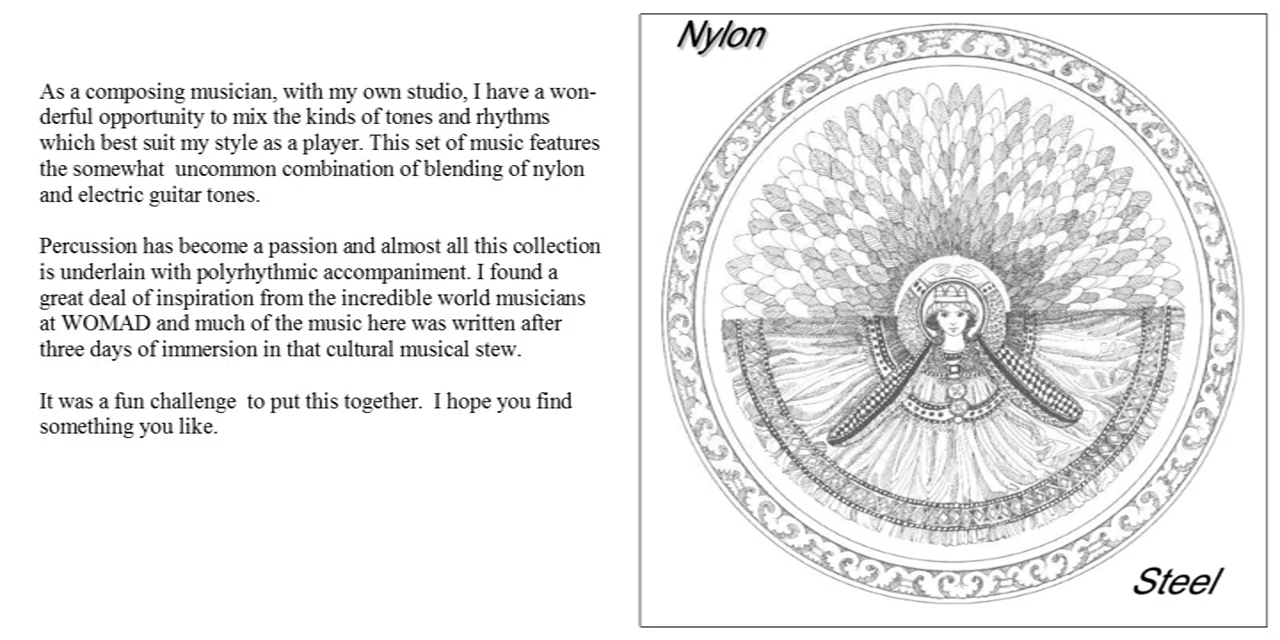 As a composing musician, with my own studio, I have a won-
derful opportunity to mix the kinds of tones and rhythms
which best suit my style as a player. This set of music features
the somewhat  uncommon combination of blending of nylon
and electric guitar tones.
Percussion has become a passion and almost all this collection
is underlain with polyrhythmic accompaniment. I found a
great deal of inspiration from the incredible world musicians
at WOMAD and much of the music here was written after
three days of immersion in that cultural musical stew.
It was a fun challenge  to put this together.  I hope you find
something you like.
Nylon
Steel